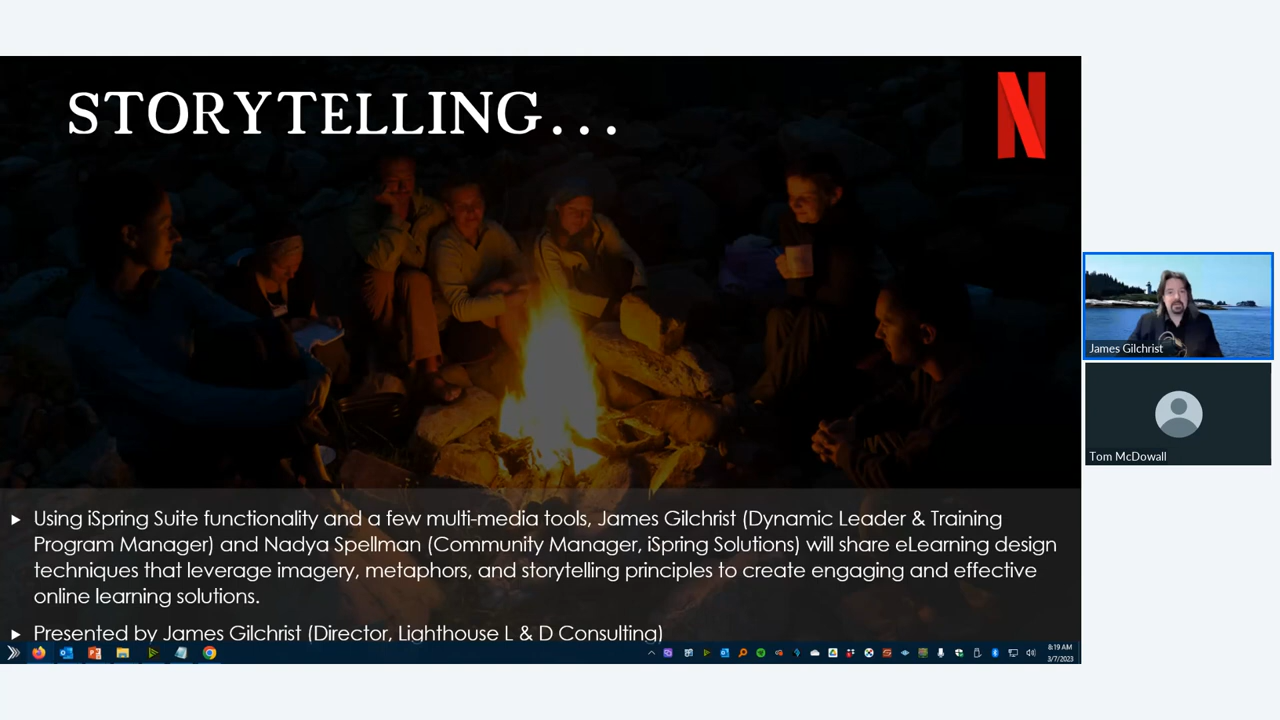 STORYTELLING...
N
James Gilchrist
Tom McDowall
Using iSpring Suite functionality and a few multi-media tools, James Gilchrist (Dynamic Leader & Training
Program Manager) and Nadya Spellman (Community Manager, iSpring Solutions) will share eLearning design
techniques that leverage imagery, metaphors, and storytelling principles to create engaging and effective
online learning solutions.
Presented by James Gilchrist (Director, Lighthouse L & D Consulting)
8:19 AM
3/7/2023